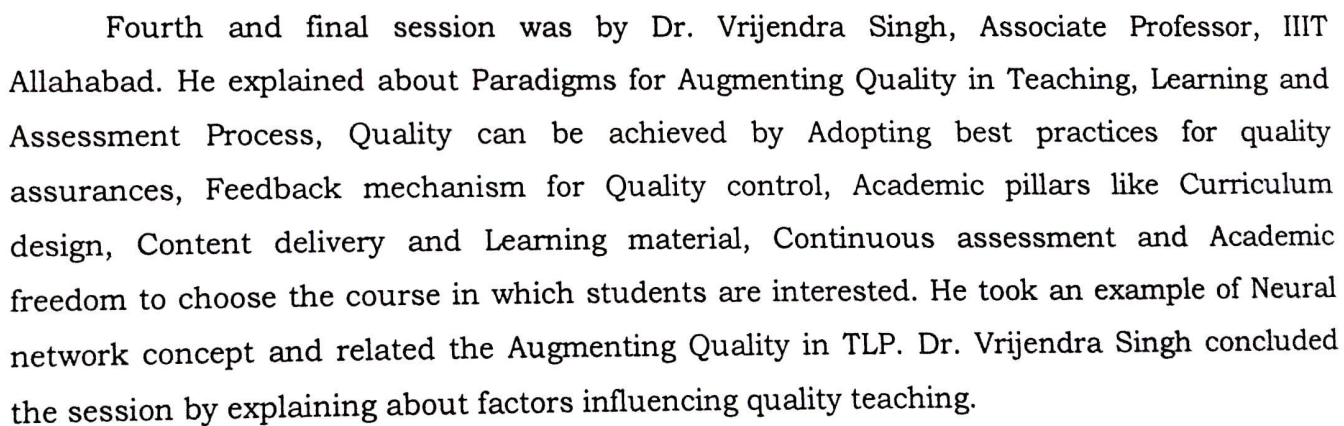 Fourth and final session was by Dr. Vrijendra Singh, Associate Professor, IIIT
Allahabad. He explained about Paradigms for Augmenting Quality in Teaching, Learning and
Assessment Process, Quality can be achieved by Adopting best practices for quality
assurances, Feedback mechanism for Quality control, Academic pillars like Curriculum
design, Content delivery and Learning material, Continuous assessment and Academic
freedom to choose the course in which students are interested. He took an example of Neural
network concept and related the Augmenting Quality in TLP. Dr. Vrijendra Singh concluded
the session by explaining about factors influencing quality teaching.